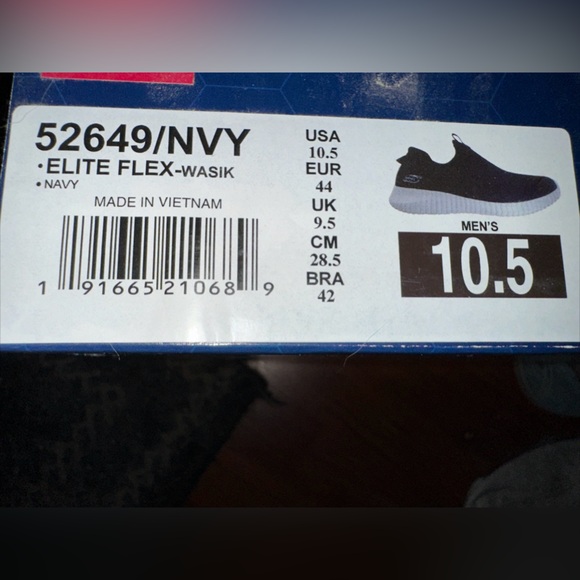 52649/NVY
•ELITE FLEX-WASIK
•NAVY
MADE IN VIETNAM
1 91665 21068 9
USA
10.5
EUR
44
UK
9.5
CM
28.5
BRA
42
MEN'S
10.5